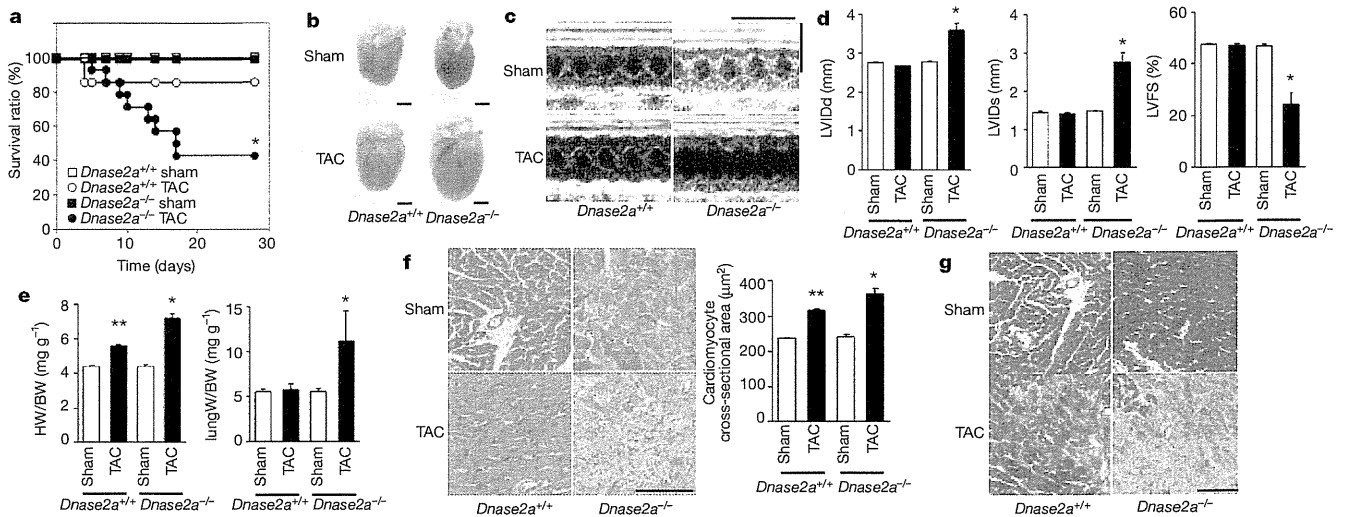 a
Survival ratio (%)
100
80
60
40
20
0
*
Dnase2a+/+ sham
Dnase2a+/+ TAC
Dnase2a−/− sham
Dnase2a−/− TAC
0 10 20 30
Time (days)
b
Sham
TAC
Dnase2a+/+ Dnase2a−/−
c
Sham
TAC
Dnase2a+/+ Dnase2a−/−
d
LVIDd (mm)
4
3
2
1
0
*
Sham TAC Sham TAC
Dnase2a+/+ Dnase2a−/−
LVIDs (mm)
4
3
2
1
0
*
Sham TAC Sham TAC
Dnase2a+/+ Dnase2a−/−
LVFS (%)
60
40
20
0
*
Sham TAC Sham TAC
Dnase2a+/+ Dnase2a−/−
e
HW/BW (mg g−1)
8
6
4
2
0
** *
Sham TAC Sham TAC
Dnase2a+/+ Dnase2a−/−
lungW/BW (mg g−1)
15
10
5
0
*
Sham TAC Sham TAC
Dnase2a+/+ Dnase2a−/−
f
Sham
TAC
Dnase2a+/+ Dnase2a−/−
Cardiomyocyte
cross-sectional area (μm2)
400
300
200
100
0
** *
Sham TAC Sham TAC
Dnase2a+/+ Dnase2a−/−
g
Sham
TAC
Dnase2a+/+ Dnase2a−/−